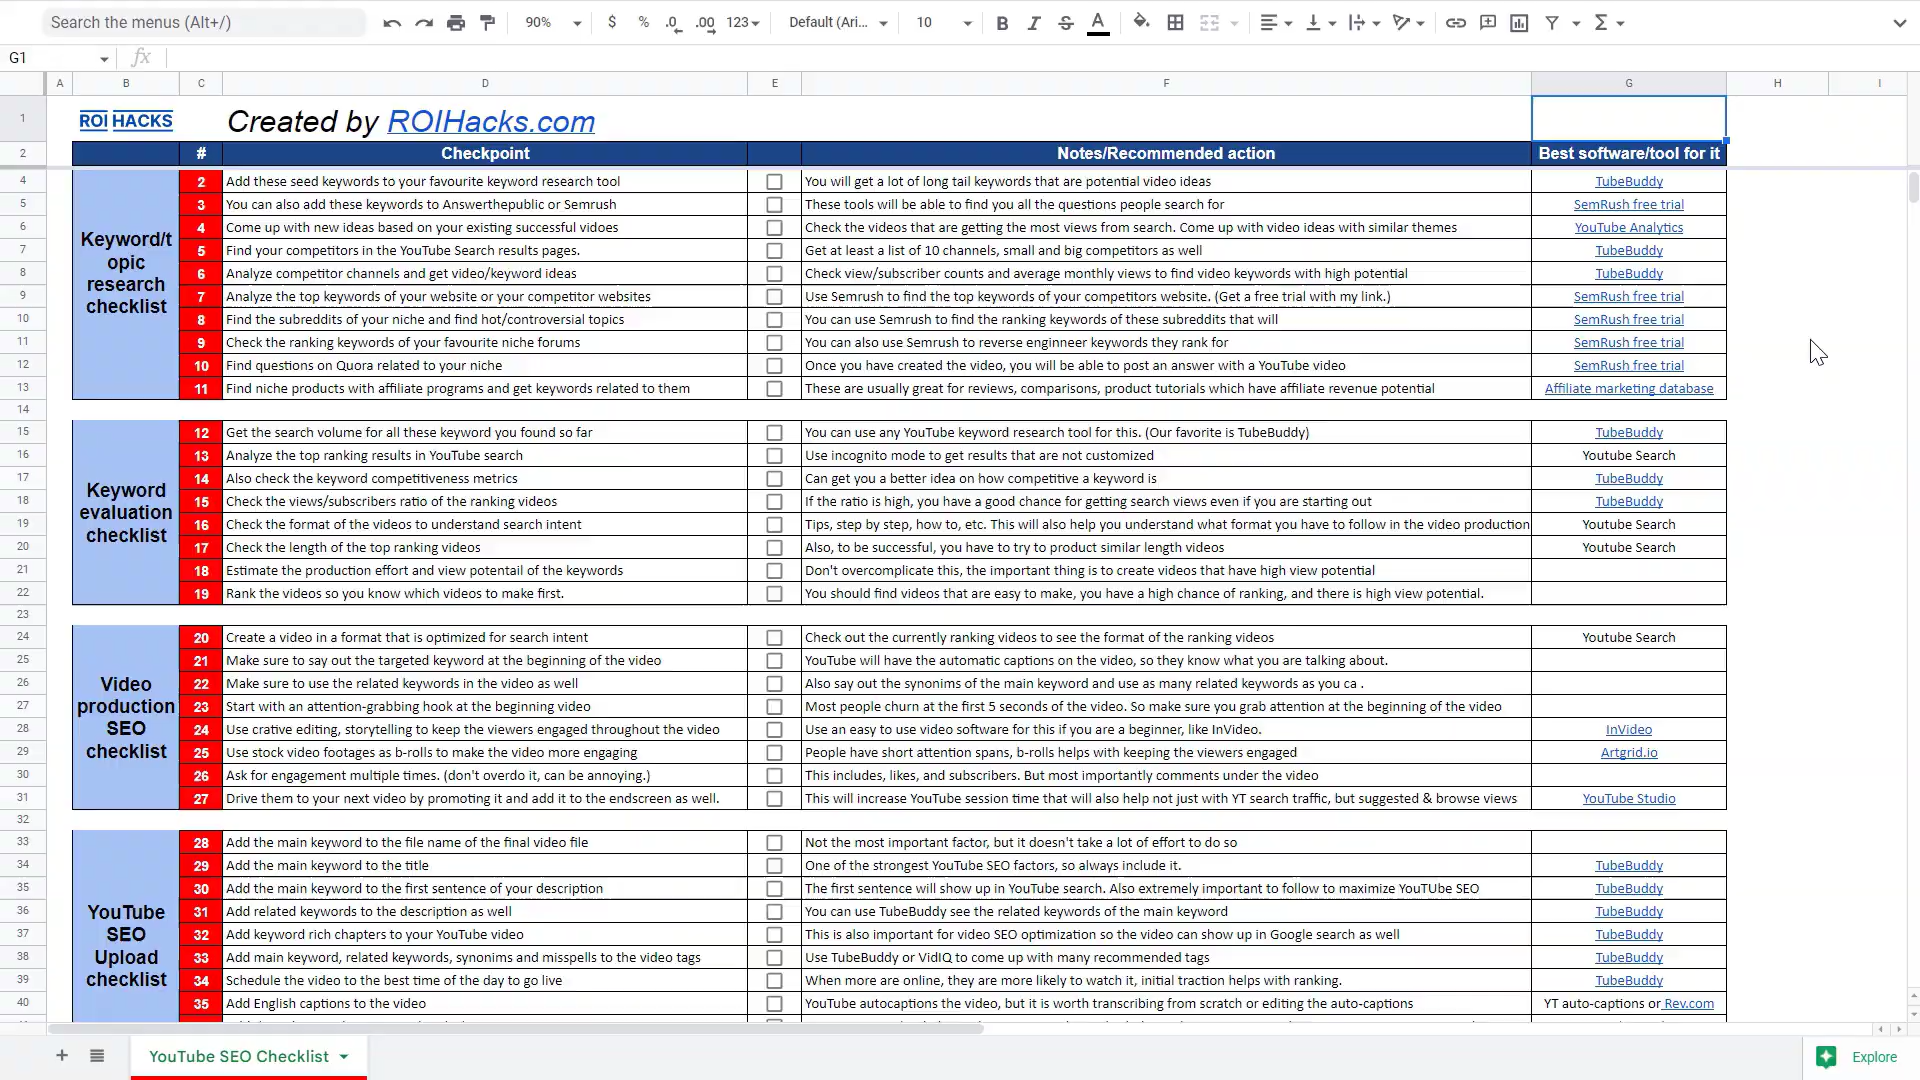 Search the menus (Alt+/)
90%
$ % .0 .00 123
Default (Ari...
10
B I S A
G1
fx
A B C D E F G H I
1 ROI HACKS Created by ROIHacks.com
2 # Checkpoint Notes/Recommended action Best software/tool for it
Keyword/t
opic
research
checklist
4 2 Add these seed keywords to your favourite keyword research tool You will get a lot of long tail keywords that are potential video ideas TubeBuddy
5 3 You can also add these keywords to Answerthepublic or Semrush These tools will be able to find you all the questions people search for SemRush free trial
6 4 Come up with new ideas based on your existing successful vidoes Check the videos that are getting the most views from search. Come up with video ideas with similar themes YouTube Analytics
7 5 Find your competitors in the YouTube Search results pages. Get at least a list of 10 channels, small and big competitors as well TubeBuddy
8 6 Analyze competitor channels and get video/keyword ideas Check view/subscriber counts and average monthly views to find video keywords with high potential TubeBuddy
9 7 Analyze the top keywords of your website or your competitor websites Use Semrush to find the top keywords of your competitors website. (Get a free trial with my link.) SemRush free trial
10 8 Find the subreddits of your niche and find hot/controversial topics You can use Semrush to find the ranking keywords of these subreddits that will SemRush free trial
11 9 Check the ranking keywords of your favourite niche forums You can also use Semrush to reverse engineer keywords they rank for SemRush free trial
12 10 Find questions on Quora related to your niche Once you have created the video, you will be able to post an answer with a YouTube video SemRush free trial
13 11 Find niche products with affiliate programs and get keywords related to them These are usually great for reviews, comparisons, product tutorials which have affiliate revenue potential Affiliate marketing database
14
Keyword
evaluation
checklist
15 12 Get the search volume for all these keyword you found so far You can use any YouTube keyword research tool for this. (Our favorite is TubeBuddy) TubeBuddy
16 13 Analyze the top ranking results in YouTube search Use incognito mode to get results that are not customized Youtube Search
17 14 Also check the keyword competitiveness metrics Can get you a better idea on how competitive a keyword is TubeBuddy
18 15 Check the views/subscribers ratio of the ranking videos If the ratio is high, you have a good chance for getting search views even if you are starting out TubeBuddy
19 16 Check the format of the videos to understand search intent Tips, step by step, how to, etc. This will also help you understand what format you have to follow in the video production Youtube Search
20 17 Check the length of the top ranking videos Also, to be successful, you have to try to product similar length videos Youtube Search
21 18 Estimate the production effort and view potentail of the keywords Don't overcomplicate this, the important thing is to create videos that have high view potential
22 19 Rank the videos so you know which videos to make first. You should find videos that are easy to make, you have a high chance of ranking, and there is high view potential.
23
Video
production
SEO
checklist
24 20 Create a video in a format that is optimized for search intent Check out the currently ranking videos to see the format of the ranking videos Youtube Search
25 21 Make sure to say out the targeted keyword at the beginning of the video YouTube will have the automatic captions on the video, so they know what you are talking about.
26 22 Make sure to use the related keywords in the video as well Also say out the synonims of the main keyword and use as many related keywords as you ca .
27 23 Start with an attention-grabbing hook at the beginning video Most people churn at the first 5 seconds of the video. So make sure you grab attention at the beginning of the video
28 24 Use crative editing, storytelling to keep the viewers engaged throughout the video Use an easy to use video software for this if you are a beginner, like InVideo. InVideo
29 25 Use stock video footages as b-rolls to make the video more engaging People have short attention spans, b-rolls helps with keeping the viewers engaged Artgrid.io
30 26 Ask for engagement multiple times. (don't overdo it, can be annoying.) This includes, likes, and subscribers. But most importantly comments under the video
31 27 Drive them to your next video by promoting it and add it to the endscreen as well. This will increase YouTube session time that will also help not just with YT search traffic, but suggested & browse views YouTube Studio
32
YouTube
SEO
Upload
checklist
33 28 Add the main keyword to the file name of the final video file Not the most important factor, but it doesn't take a lot of effort to do so
34 29 Add the main keyword to the title One of the strongest YouTube SEO factors, so always include it. TubeBuddy
35 30 Add the main keyword to the first sentence of your description The first sentence will show up in YouTube search. Also extremely important to follow to maximize YouTUBE SEO TubeBuddy
36 31 Add related keywords to the description as well You can use TubeBuddy see the related keywords of the main keyword TubeBuddy
37 32 Add keyword rich chapters to your YouTube video This is also important for video SEO optimization so the video can show up in Google search as well TubeBuddy
38 33 Add main keyword, related keywords, synonims and misspells to the video tags Use TubeBuddy or VidIQ to come up with many recommended tags TubeBuddy
39 34 Schedule the video to the best time of the day to go live When more are online, they are more likely to watch it, initial traction helps with ranking. TubeBuddy
40 35 Add English captions to the video YouTube autocaptions the video, but it is worth transcribing from scratch or editing the auto-captions YT auto-captions or Rev.com
YouTube SEO Checklist
Explore